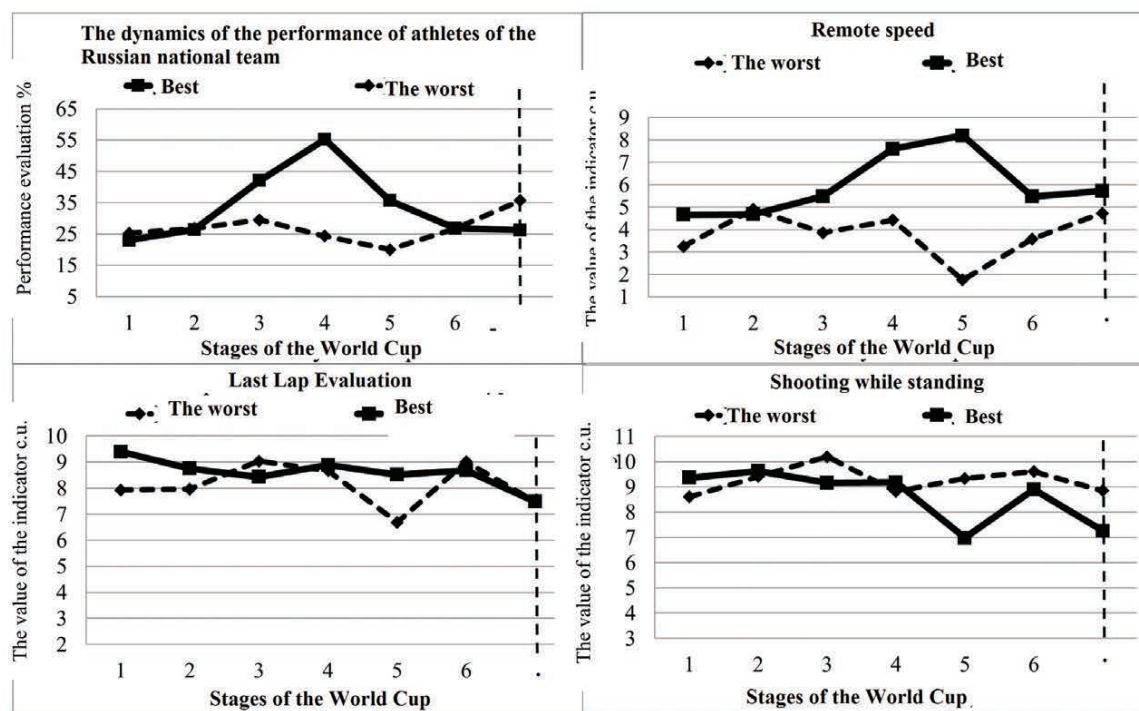 The dynamics of the performance of athletes of the
Russian national team
Best
The worst
Performance evaluation %
65
55
45
35
25
15
5
1 2 3 4 5 6
Stages of the World Cup
Remote speed
The worst
Best
The value of the indicator c.u
9
8
7
6
5
4
3
2
1
1 2 3 4 5 6
Stages of the World Cup
Last Lap Evaluation
The worst
Best
The value of the indicator c.u.
10
9
8
7
6
5
4
3
2
1 2 3 4 5 6
Stages of the World Cup
Shooting while standing
The worst
Best
The value of the indicator c.u.
11
10
9
8
7
6
5
4
3
1 2 3 4 5 6
Stages of the World Cup